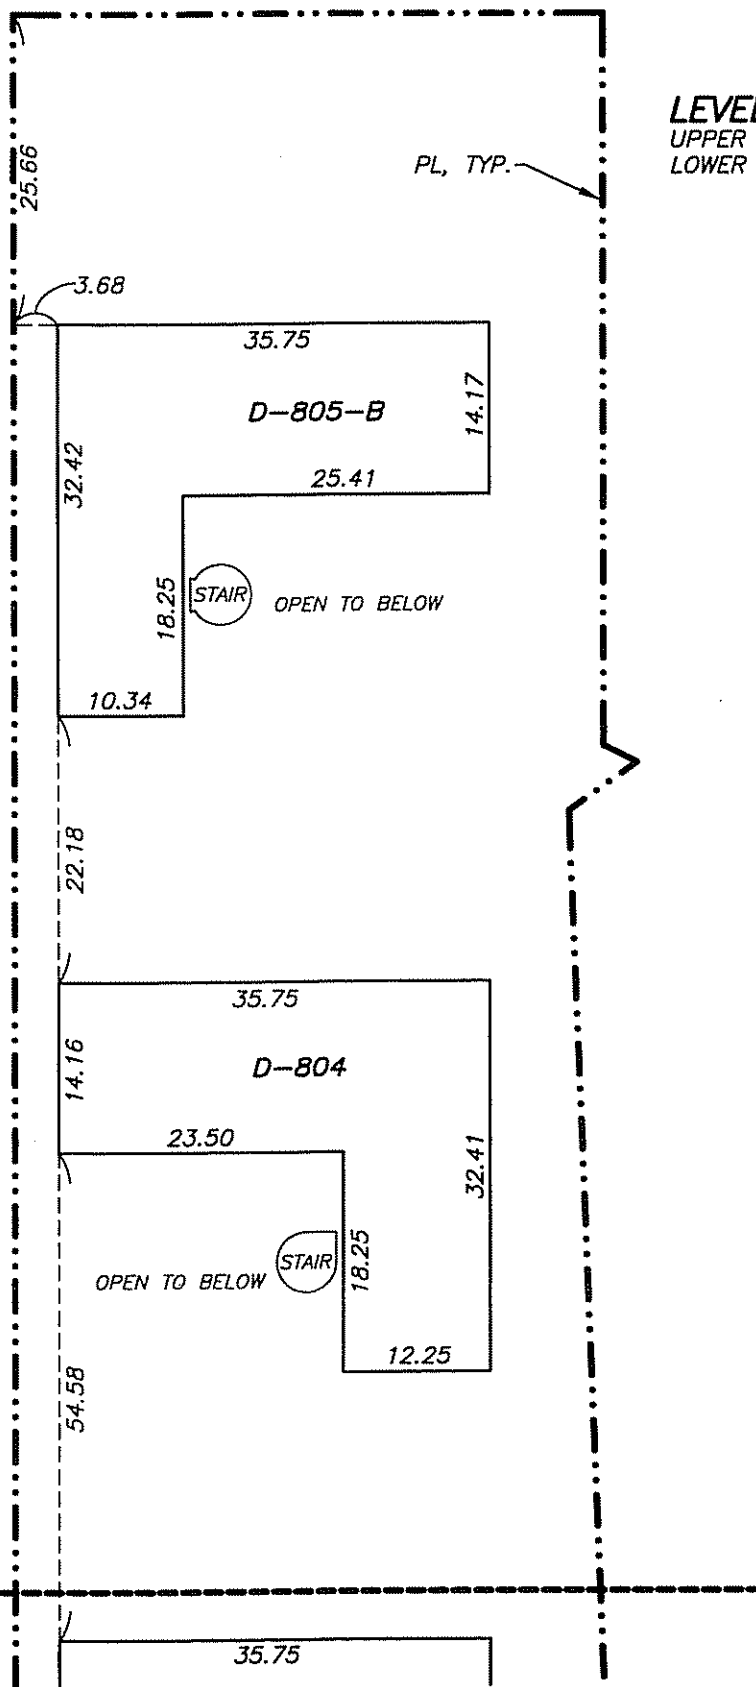 LEVEL
UPPER
LOWER
PL, TYP.
25.66
3.68
35.75
D-805-B
14.17
32.42
25.41
18.25
STAIR
OPEN TO BELOW
10.34
22.18
35.75
D-804
14.16
23.50
32.41
18.25
STAIR
OPEN TO BELOW
12.25
54.58
35.75